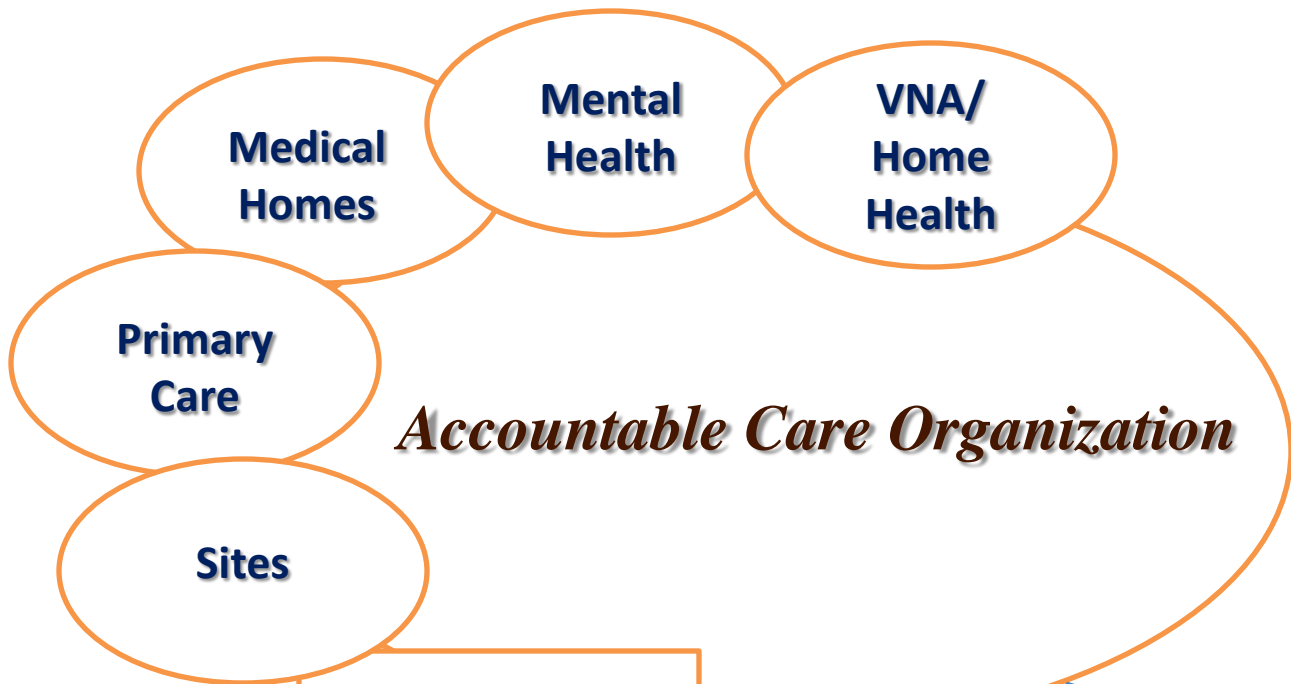 Mental
Health
VNA/
Home
Health
Medical
Homes
Primary
Care
Accountable Care Organization
Sites